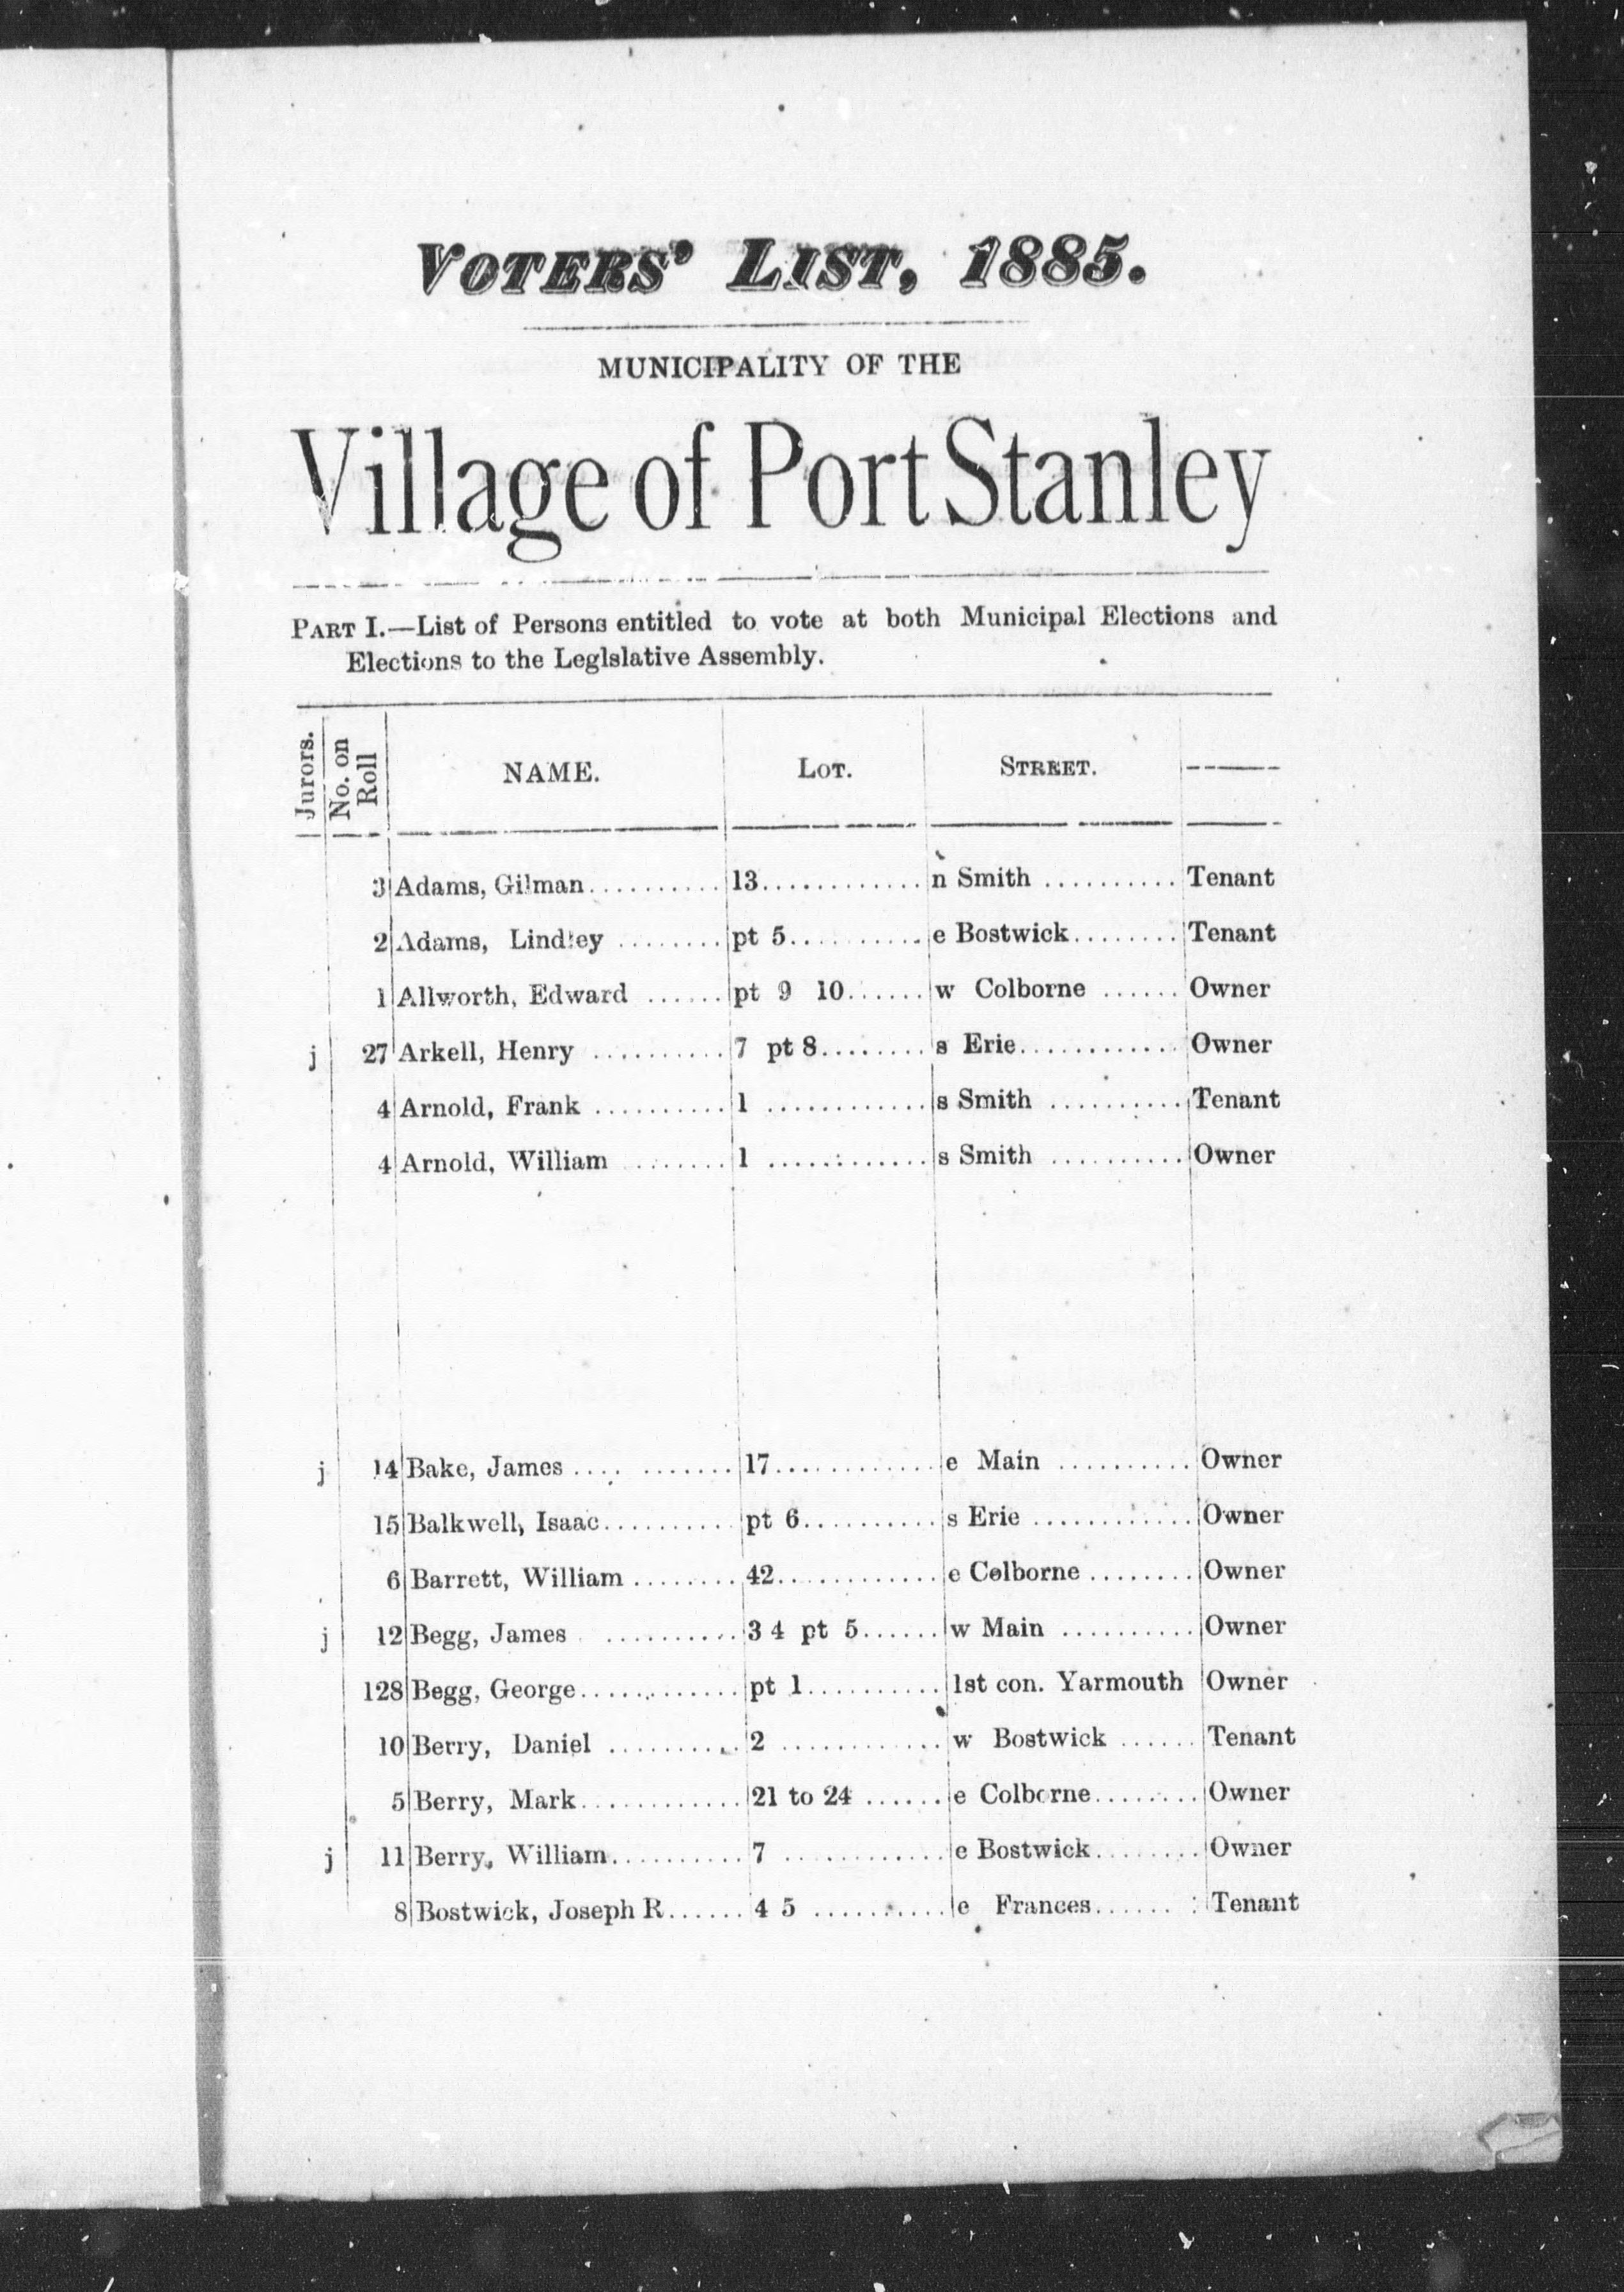 VOTERS' LIST, 1885.
MUNICIPALITY OF THE
Village of Port Stanley
PART I.—List of Persons entitled to vote at both Municipal Elections and
Elections to the Leglslative Assembly.
Jurors. No. on Roll NAME. LOT. STREET.
3 Adams, Gilman.......... 13............ n Smith .......... Tenant
2 Adams, Lindley ........ pt 5........... e Bostwick........ Tenant
1 Allworth, Edward ...... pt 9 10...... w Colborne ...... Owner
j 27 Arkell, Henry .......... 7 pt 8........ s Erie............ Owner
4 Arnold, Frank .......... 1 ............ s Smith .......... Tenant
4 Arnold, William ....... 1 ............ s Smith .......... Owner
j 14 Bake, James .... ....... 17............ e Main .......... Owner
15 Balkwell, Isaac.......... pt 6.......... s Erie ............ Owner
6 Barrett, William ........ 42............ e Colborne ........ Owner
j 12 Begg, James .......... 3 4 pt 5...... w Main .......... Owner
128 Begg, George............ pt 1.......... 1st con. Yarmouth Owner
10 Berry, Daniel .......... 2 ............ w Bostwick ...... Tenant
5 Berry, Mark............ 21 to 24 ...... e Colborne........ Owner
j 11 Berry, William.......... 7 ............ e Bostwick........ Owner
8 Bostwick, Joseph R...... 4 5 .......... e Frances...... Tenant